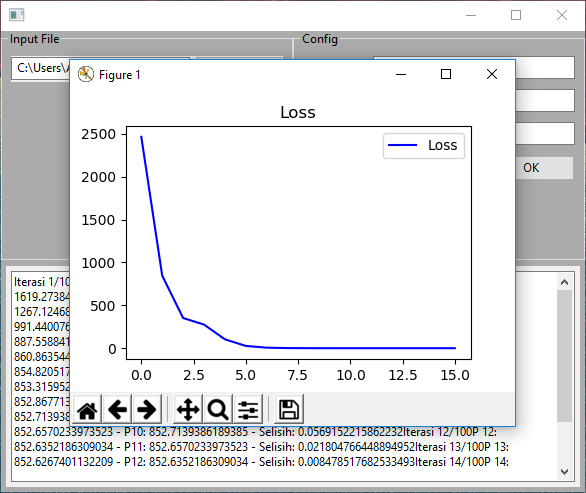 Input File
Config
C:\Users\
Figure 1
Loss
2500
2000
1500
1000
500
0
Loss
0.0 2.5 5.0 7.5 10.0 12.5 15.0
OK
Iterasi 1/10
1619.27384
1267.12468
991.440076
887.558841
860.863544
854.820517
853.315952
852.867713
852.713938
852.6570233973523 - P10: 852.7139386189385 - Selisih: 0.0569152215862232Iterasi 12/100P 12:
852.6352186309034 - P11: 852.6570233973523 - Selisih: 0.021804766448894952Iterasi 13/100P 13:
852.6267401132209 - P12: 852.6352186309034 - Selisih: 0.008478517682533493Iterasi 14/100P 14: